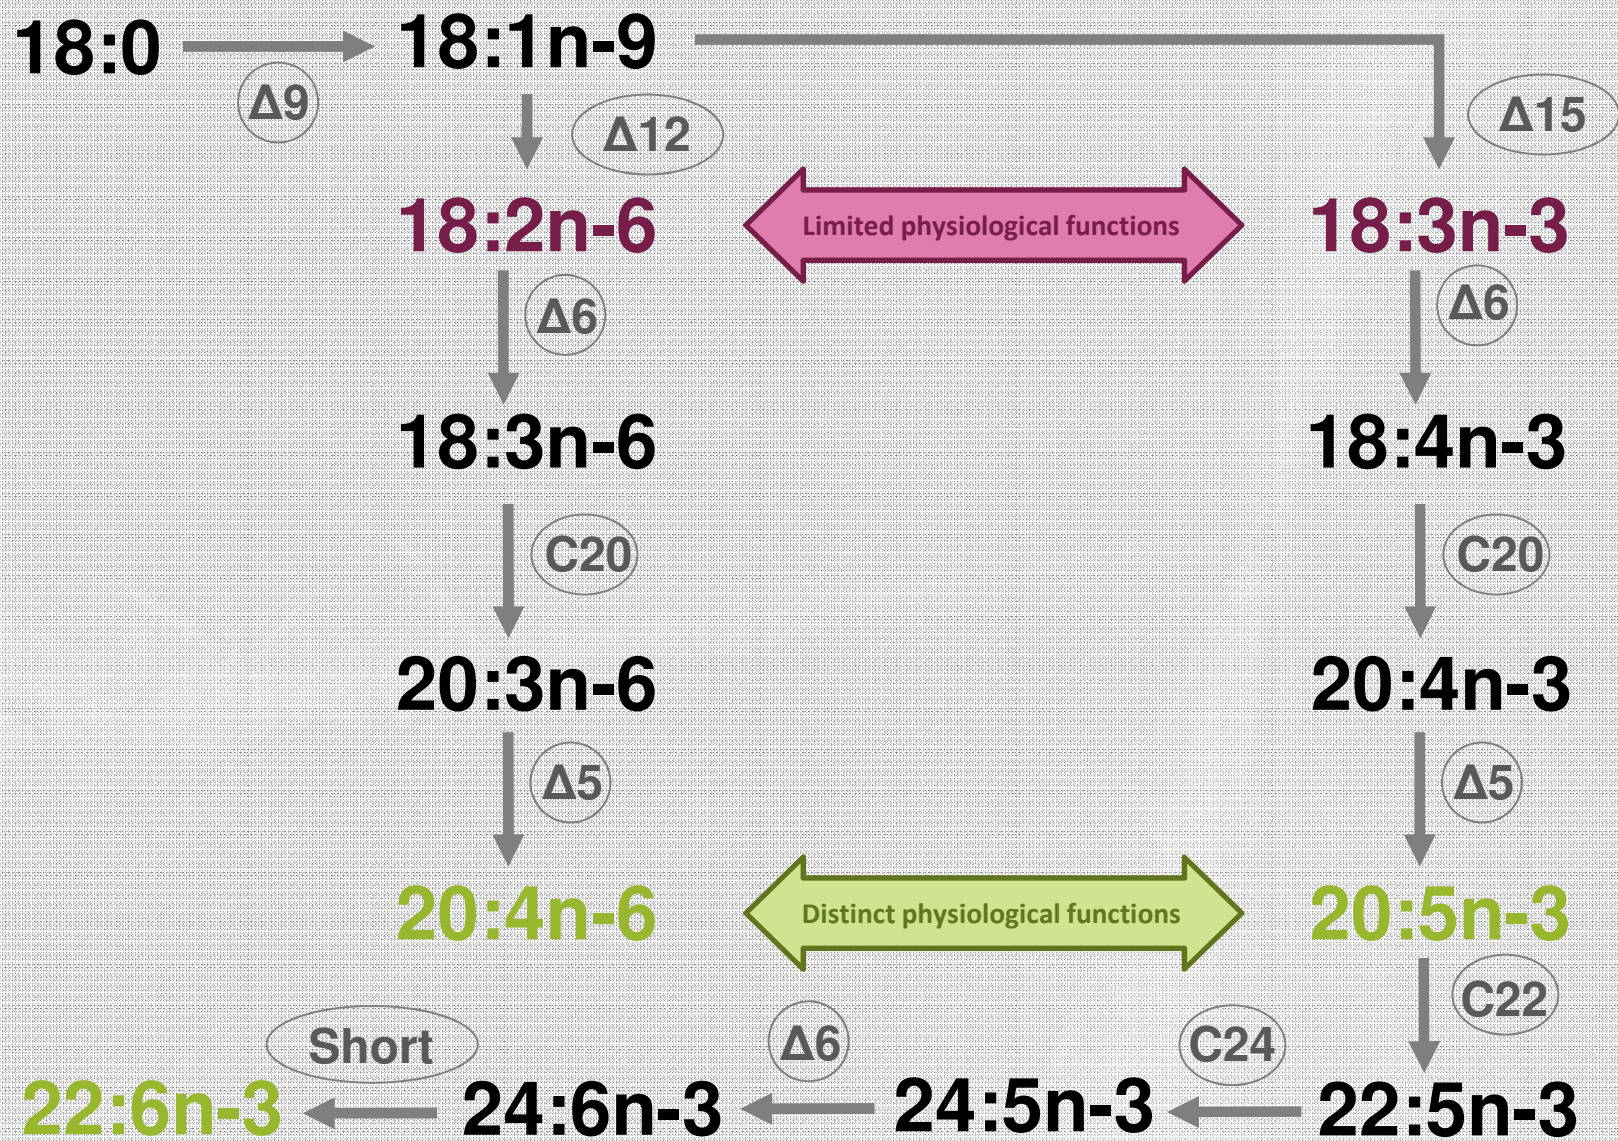 18:0
18:1n-9
Δ9
Δ12
Δ15
18:2n-6
Limited physiological functions
18:3n-3
Δ6
Δ6
18:3n-6
18:4n-3
C20
C20
20:3n-6
20:4n-3
Δ5
Δ5
20:4n-6
Distinct physiological functions
20:5n-3
C22
Short
Δ6
C24
22:6n-3
24:6n-3
24:5n-3
22:5n-3